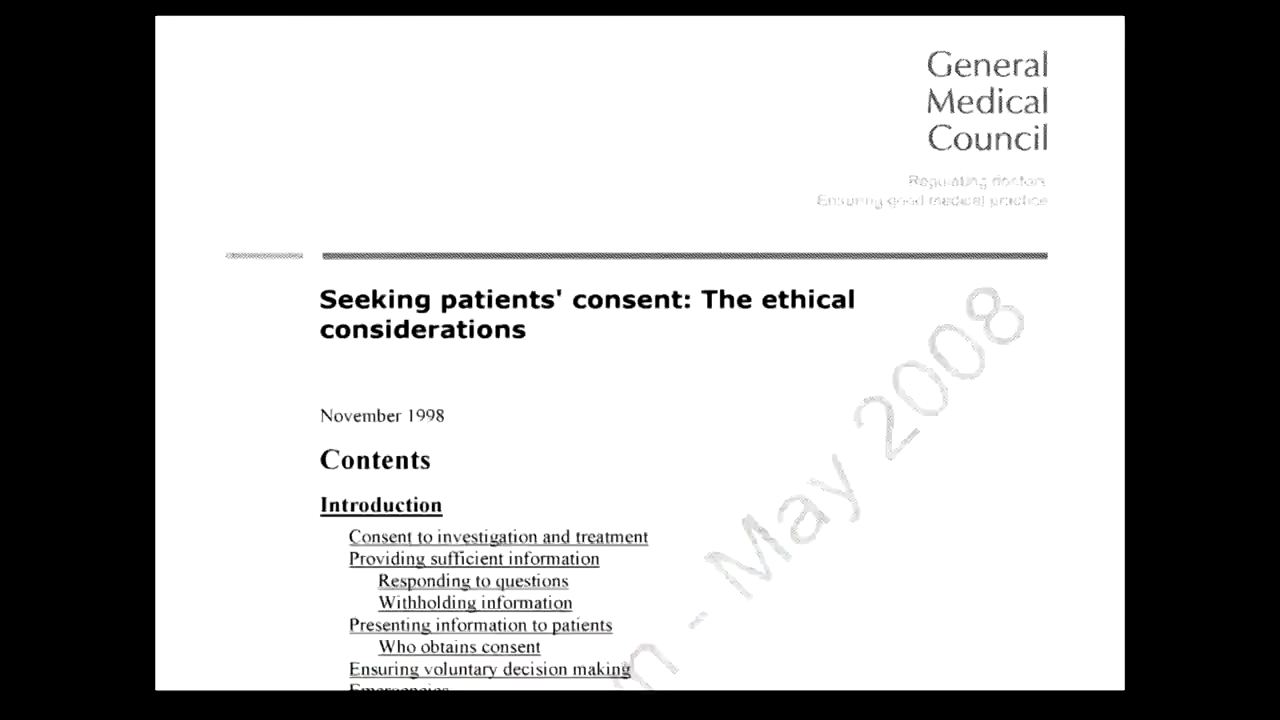 General
Medical
Council
Regulating doctors
Ensuring good medical practice
Seeking patients' consent: The ethical
considerations
November 1998
Contents
Introduction
Consent to investigation and treatment
Providing sufficient information
Responding to questions
Withholding information
Presenting information to patients
Who obtains consent
Ensuring voluntary decision making
Emergencies
- May 2008